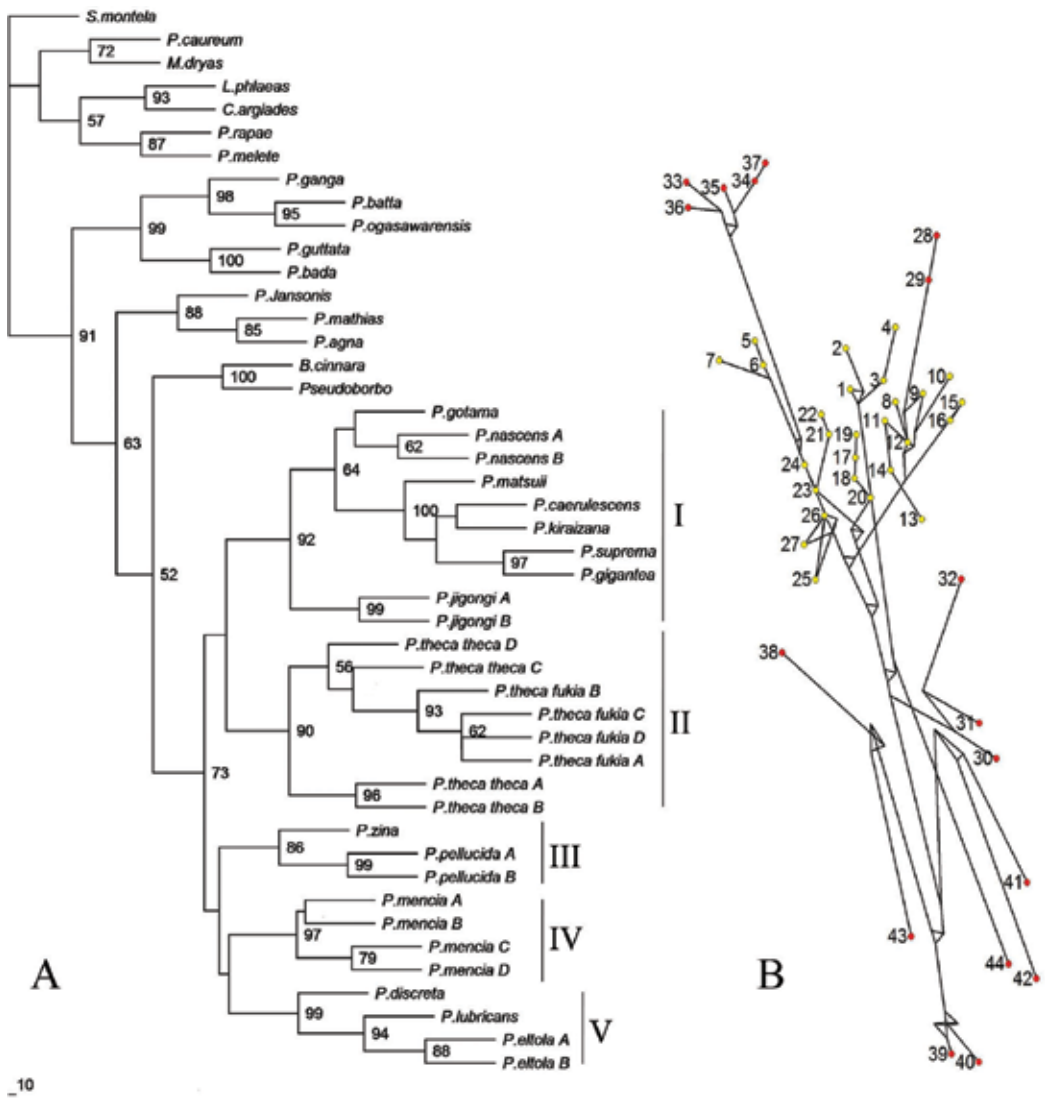 S.montela
P.caureum
72
M.dryas
L.phlaeas
93
C.argiades
57
P.rapae
87
P.melete
P.ganga
98
P.batta
95
P.ogasawarensis
99
P.guttata
100
P.bada
P.Jansonis
88
P.mathias
85
P.agna
91
B.cinnara
100
Pseudoborbo
63
P.gotama
P.nascens A
62
P.nascens B
64
P.matsuii
P.caerulescens
100
P.kiraizana
P.suprema
97
P.gigantea
92
I
52
P.jigongi A
99
P.jigongi B
P.theca theca D
56
P.theca theca C
P.theca fukia B
93
P.theca fukia C
62
P.theca fukia D
P.theca fukia A
90
II
P.theca theca A
96
P.theca theca B
73
P.zina
86
P.pellucida A
99
P.pellucida B
III
P.mencia A
P.mencia B
97
P.mencia C
79
P.mencia D
IV
P.discreta
99
P.lubricans
94
P.eltola A
88
P.eltola B
V
A
_10
37
33
35
34
36
28
29
4
5
2
7
6
1
3
9
10
8
15
22
11
16
21
19
12
24
17
14
18
23
20
26
13
27
25
32
38
31
30
41
43
44
42
39
40
B